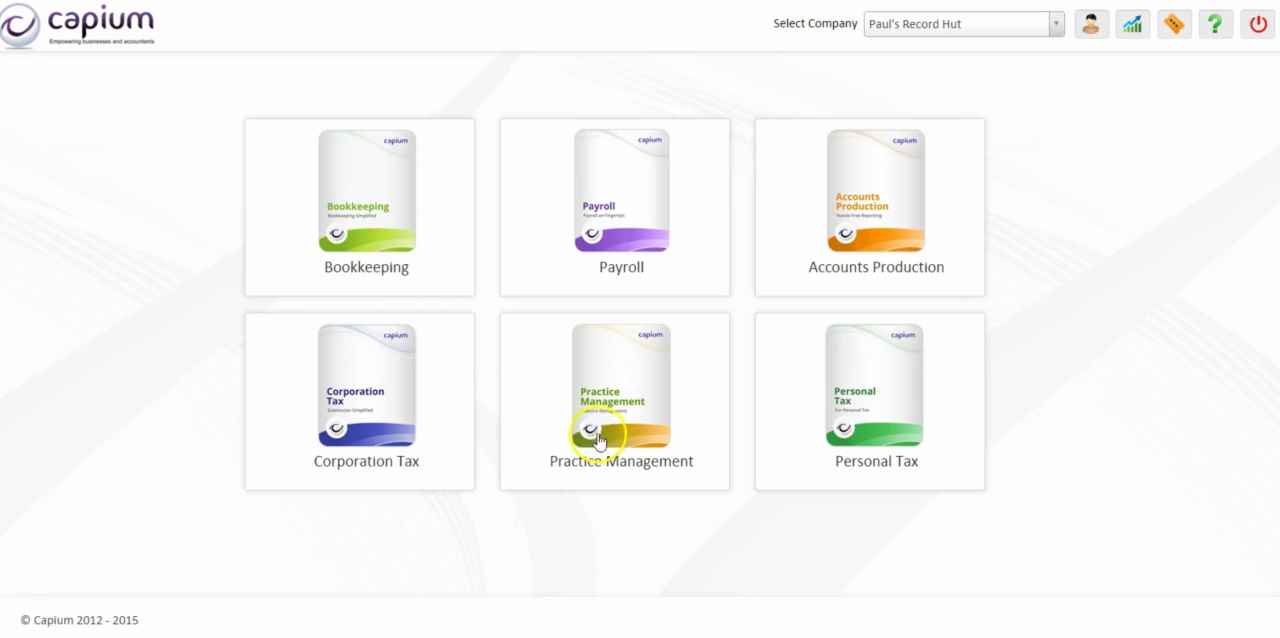 capium
Empowering businesses and accountants
Select Company
Paul's Record Hut
capium
Bookkeeping
Bookkeeping Simplified
Bookkeeping
capium
Payroll
Payroll on Fingertips
Payroll
capium
Accounts
Production
Hassle Free Reporting
Accounts Production
capium
Corporation
Tax
Submission Simplified
Corporation Tax
capium
Practice
Management
Practice Management
Practice Management
capium
Personal
Tax
For Personal Tax
Personal Tax
© Capium 2012 - 2015